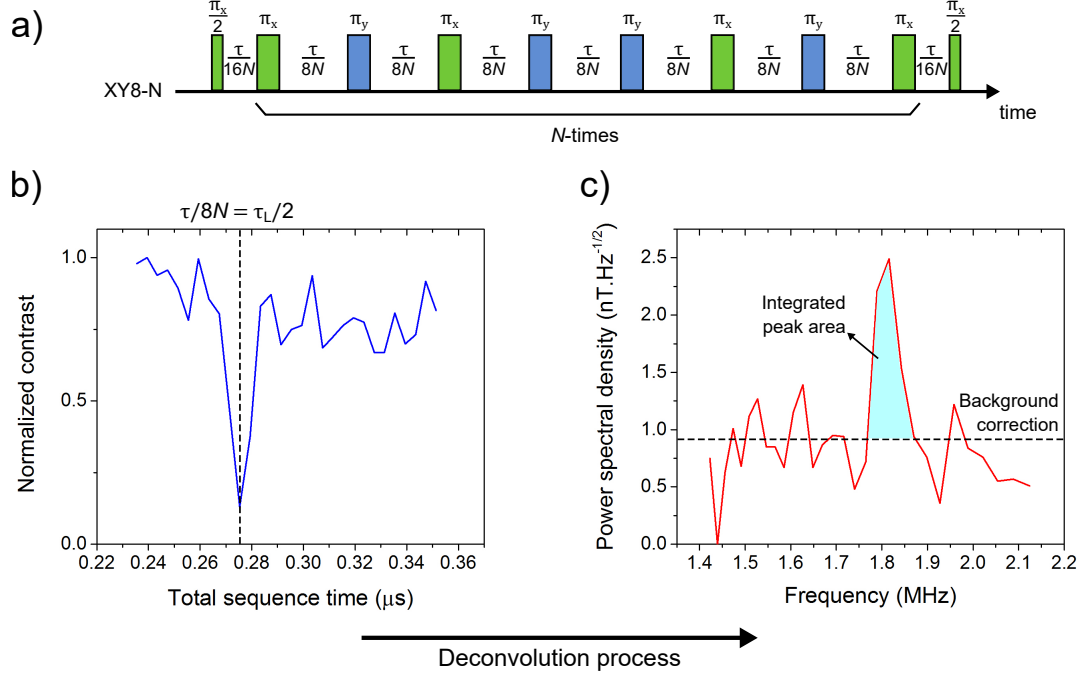 a)
π_x/2 τ/16N π_x τ/8N π_y τ/8N π_x τ/8N π_y τ/8N π_y τ/8N π_x τ/8N π_y τ/8N π_x τ/16N π_x/2
XY8-N
time
N-times
b)
τ/8N = τ_L/2
1.0
0.5
0.0
0.22 0.24 0.26 0.28 0.30 0.32 0.34 0.36
Normalized contrast
Total sequence time (μs)
c)
2.5
2.0
1.5
1.0
0.5
0.0
1.4 1.5 1.6 1.7 1.8 1.9 2.0 2.1 2.2
Power spectral density (nT.Hz^-1/2)
Frequency (MHz)
Integrated
peak area
Background
correction
Deconvolution process